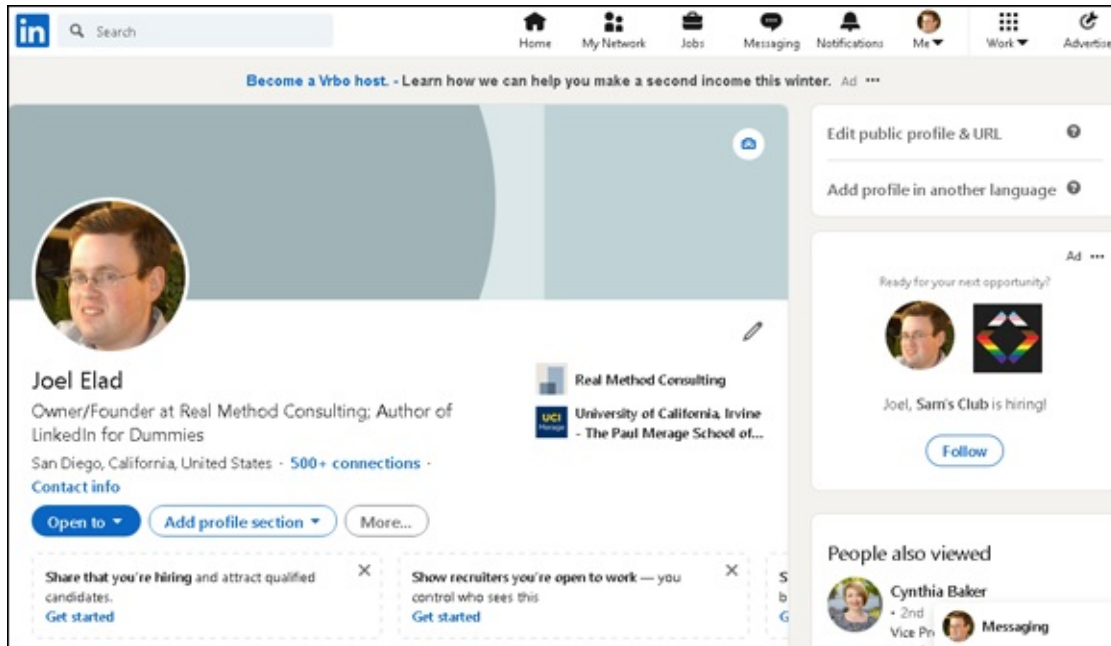 in
Search
Home
My Network
Jobs
Messaging
Notifications
Me
Work
Advertise
Become a Vrbo host. - Learn how we can help you make a second income this winter. Ad •••
Edit public profile & URL
Add profile in another language
Ad •••
Ready for your next opportunity?
Joel, Sam's Club is hiring!
Follow
Joel Elad
Owner/Founder at Real Method Consulting; Author of
LinkedIn for Dummies
San Diego, California, United States · 500+ connections ·
Contact info
Real Method Consulting
UCI
Merage
University of California, Irvine
- The Paul Merage School of...
Open to
Add profile section
More...
Share that you're hiring and attract qualified
candidates.
Get started
Show recruiters you're open to work — you
control who sees this
Get started
S
b
G
People also viewed
Cynthia Baker
• 2nd
Vice Pr
Messaging